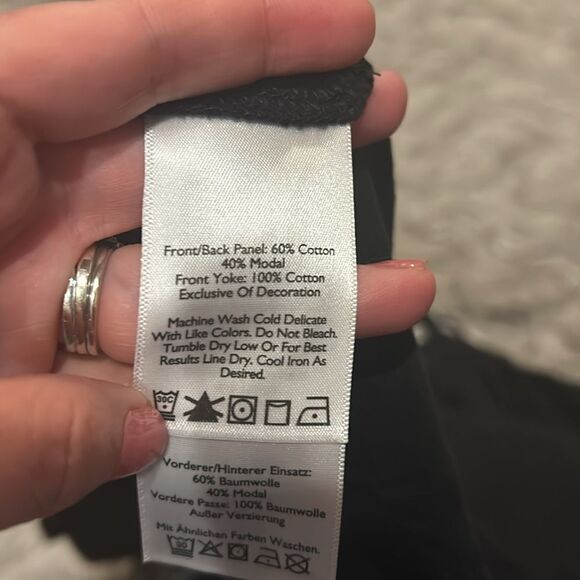 Front/Back Panel: 60% Cotton
40% Modal
Front Yoke: 100% Cotton
Exclusive Of Decoration
Machine Wash Cold Delicate
With Like Colors. Do Not Bleach.
Tumble Dry Low Or For Best
Results Line Dry. Cool Iron As
Desired.
30C
Vorderer/Hinterer Einsatz:
60% Baumwolle
40% Modal
Vordere Passe: 100% Baumwolle
Außer Verzierung
Mit Ähnlichen Farben Waschen.
30